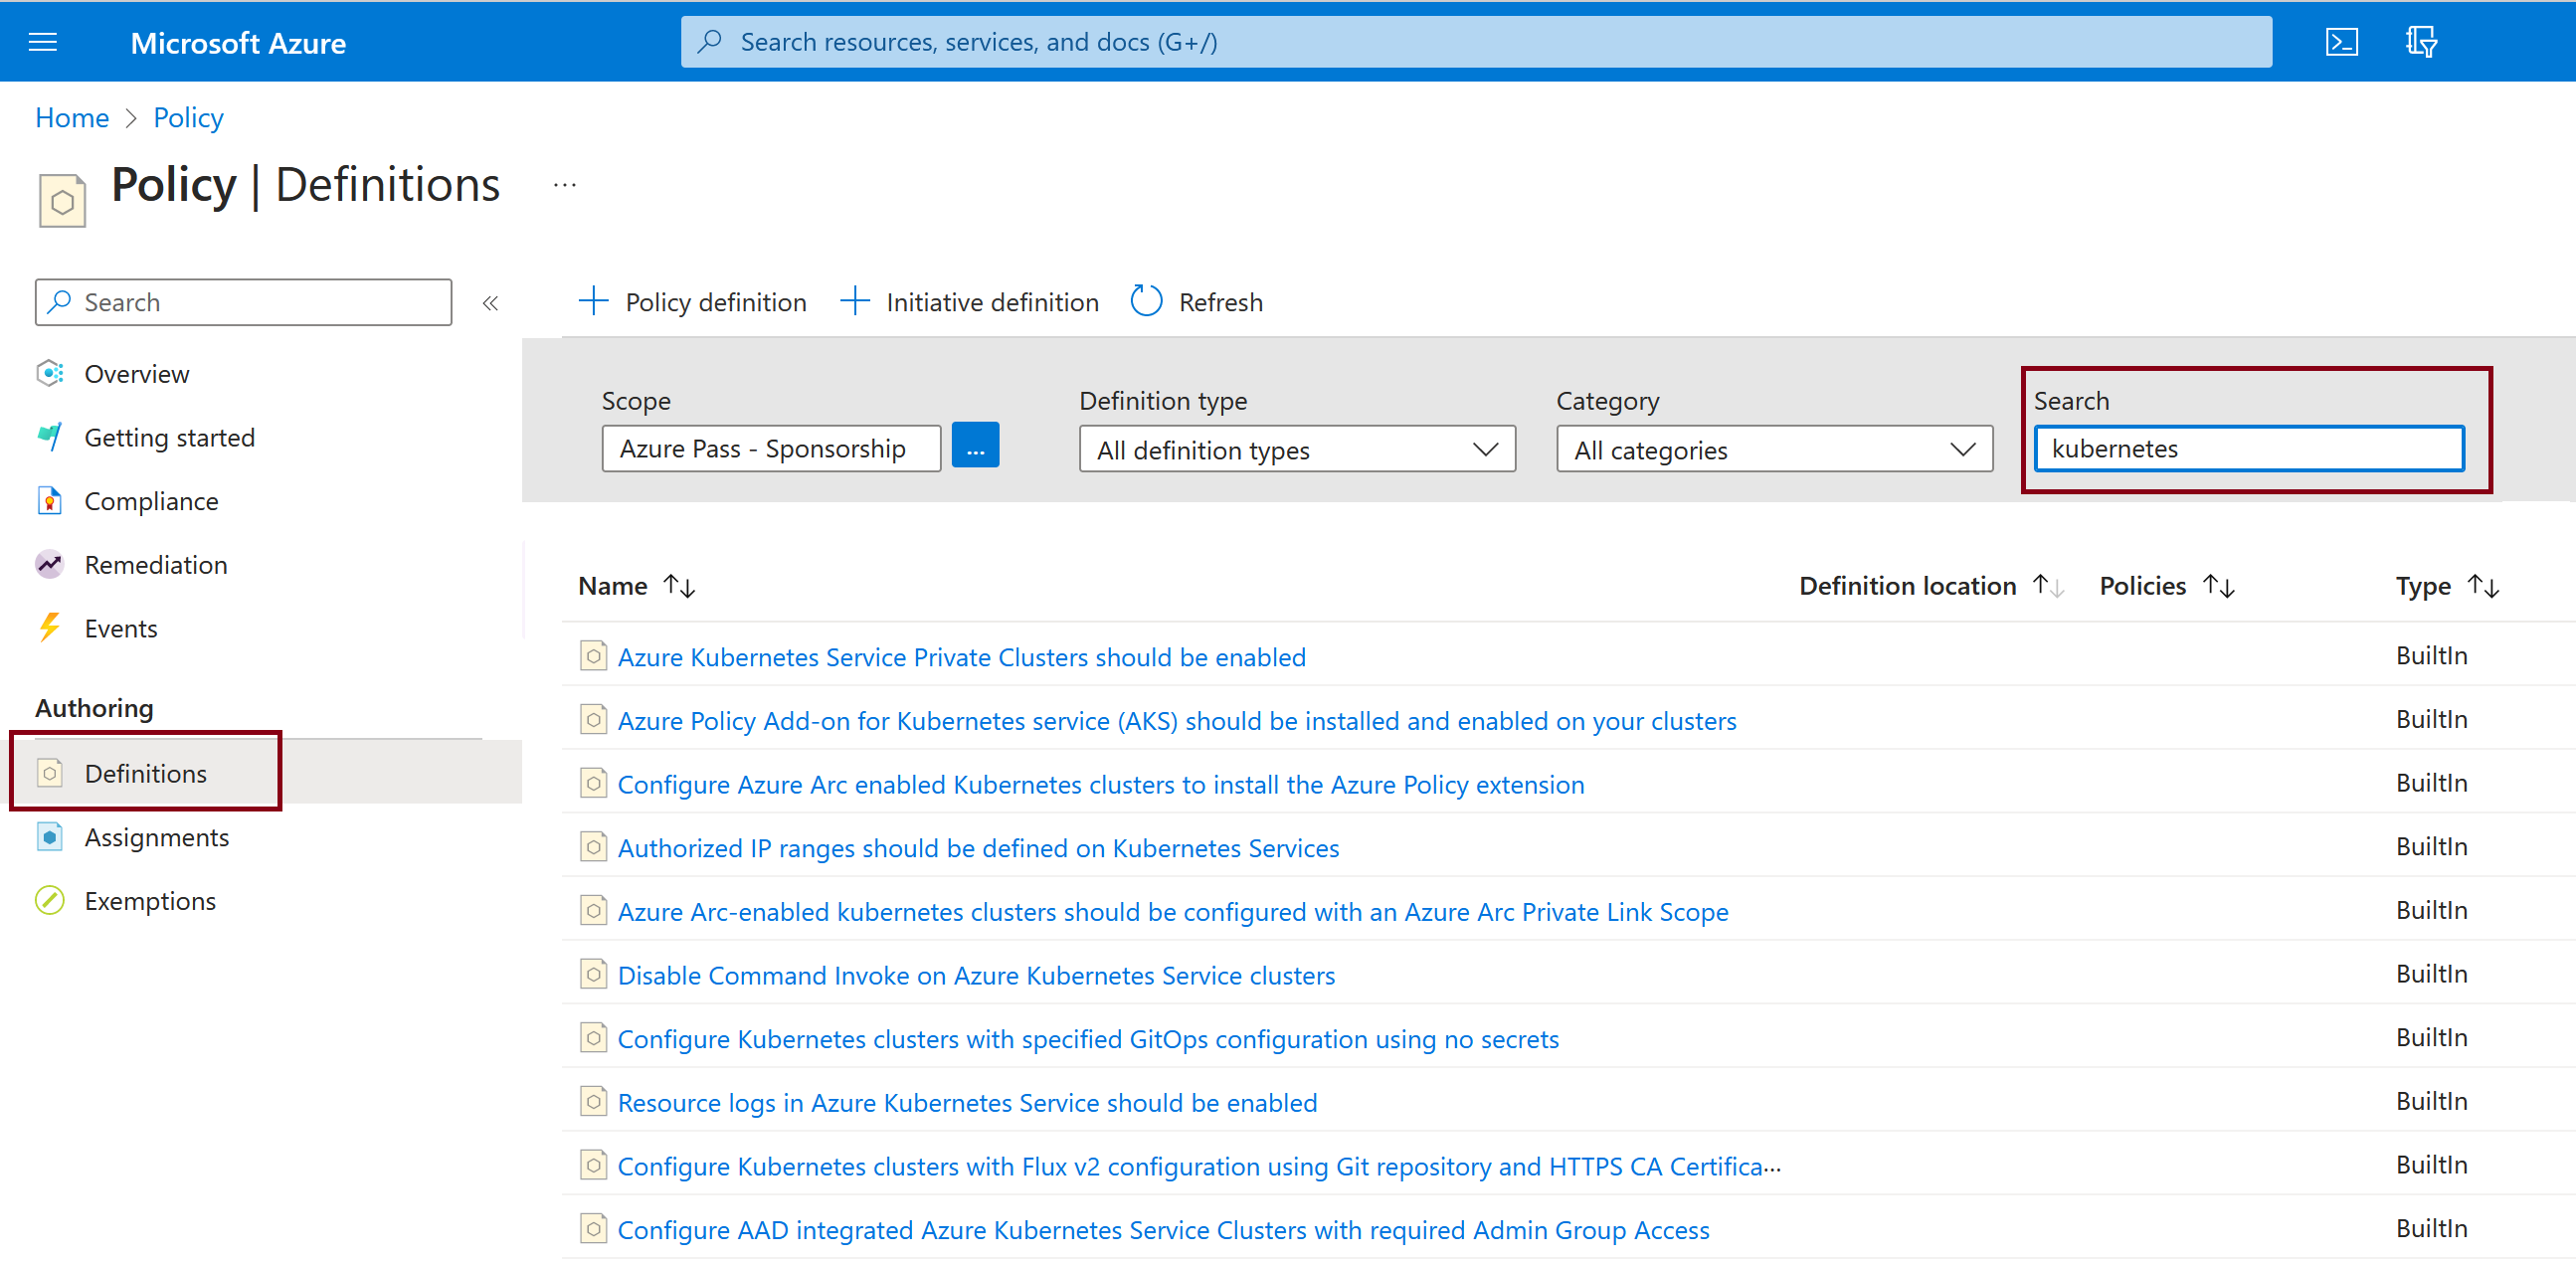 Microsoft Azure
Search resources, services, and docs (G+/)
Home > Policy
Policy | Definitions ...
Search
«
Overview
Getting started
Compliance
Remediation
Events
Authoring
Definitions
Assignments
Exemptions
+ Policy definition + Initiative definition Refresh
Scope Definition type Category Search
Azure Pass - Sponsorship ... All definition types All categories kubernetes
Name ↑↓ Definition location ↑↓ Policies ↑↓ Type ↑↓
Azure Kubernetes Service Private Clusters should be enabled BuiltIn
Azure Policy Add-on for Kubernetes service (AKS) should be installed and enabled on your clusters BuiltIn
Configure Azure Arc enabled Kubernetes clusters to install the Azure Policy extension BuiltIn
Authorized IP ranges should be defined on Kubernetes Services BuiltIn
Azure Arc-enabled kubernetes clusters should be configured with an Azure Arc Private Link Scope BuiltIn
Disable Command Invoke on Azure Kubernetes Service clusters BuiltIn
Configure Kubernetes clusters with specified GitOps configuration using no secrets BuiltIn
Resource logs in Azure Kubernetes Service should be enabled BuiltIn
Configure Kubernetes clusters with Flux v2 configuration using Git repository and HTTPS CA Certifica... BuiltIn
Configure AAD integrated Azure Kubernetes Service Clusters with required Admin Group Access BuiltIn